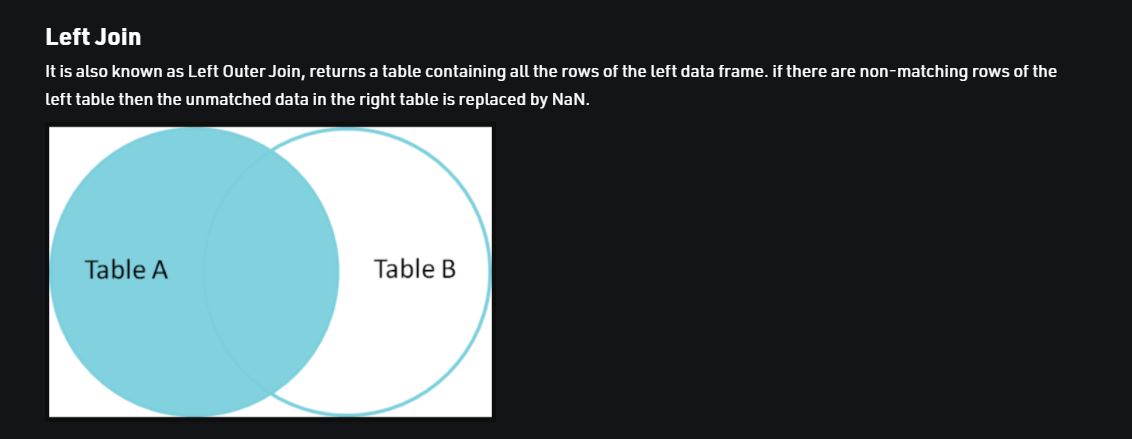 Left Join
It is also known as Left Outer Join, returns a table containing all the rows of the left data frame. if there are non-matching rows of the
left table then the unmatched data in the right table is replaced by NaN.
Table A
Table B